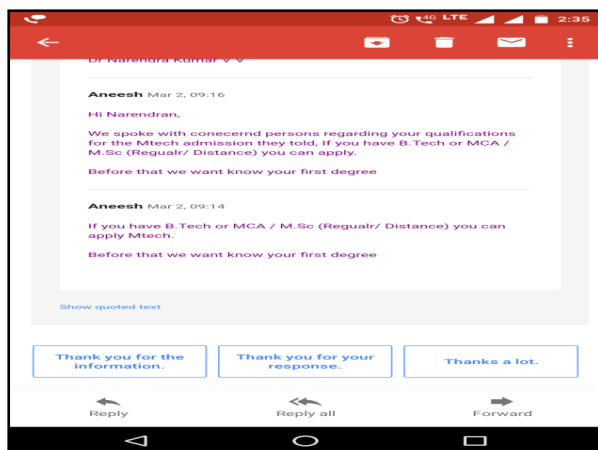 4G LTE 2:35
Dr Narendra Kumar V V
Aneesh Mar 2, 09:16
Hi Narendran,
We spoke with conecernd persons regarding your qualifications
for the Mtech admission they told, If you have B.Tech or MCA /
M.Sc (Regualr/ Distance) you can apply.
Before that we want know your first degree
Aneesh Mar 2, 09:14
If you have B.Tech or MCA / M.Sc (Regualr/ Distance) you can
apply Mtech.
Before that we want know your first degree
Show quoted text
Thank you for the
information.
Thank you for your
response.
Thanks a lot.
Reply
Reply all
Forward